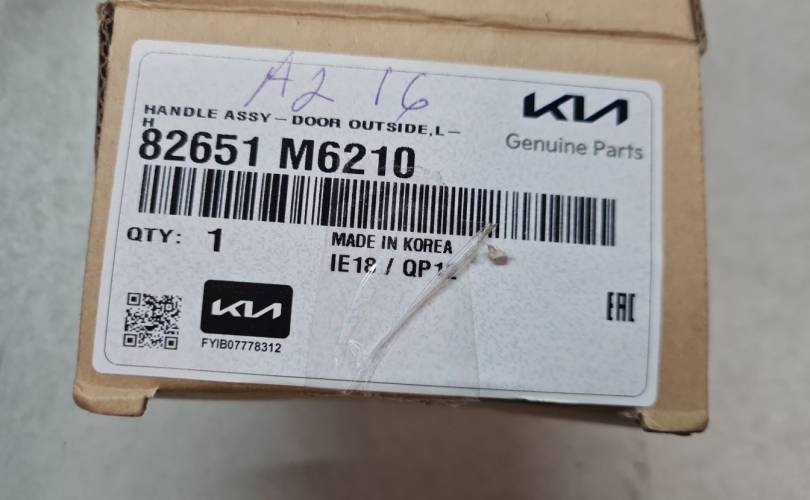 A2 16
HANDLE ASSY-DOOR OUTSIDE,L-
H
KIA
Genuine Parts
82651 M6210
QTY: 1
MADE IN KOREA
IE18 /
KIA
FYIB07778312
EAC